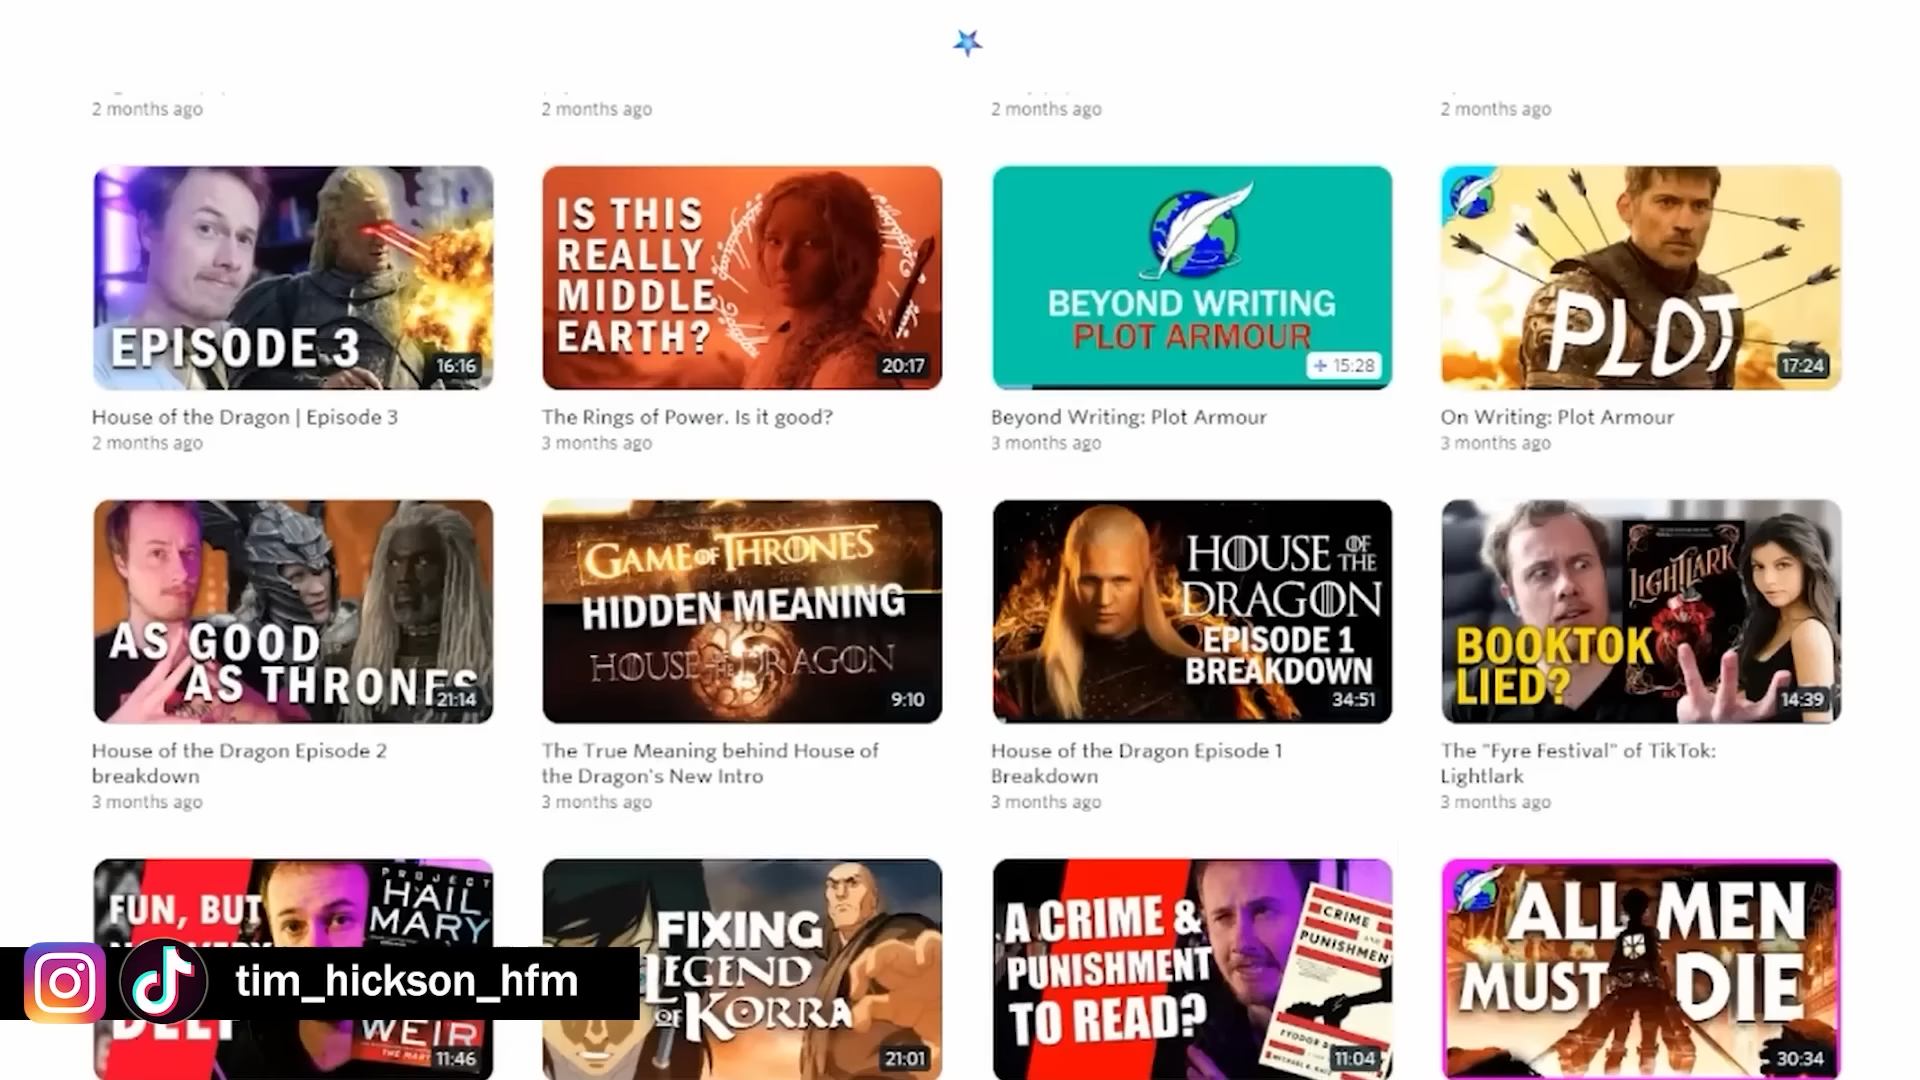 2 months ago
2 months ago
2 months ago
2 months ago
EPISODE 3
16:16
IS THIS
REALLY
MIDDLE
EARTH?
20:17
BEYOND WRITING
PLOT ARMOUR
+ 15:28
PLOT
17:24
House of the Dragon | Episode 3
2 months ago
The Rings of Power. Is it good?
3 months ago
Beyond Writing: Plot Armour
3 months ago
On Writing: Plot Armour
3 months ago
AS GOOD
AS THRONES
21:14
GAME OF THRONES
HIDDEN MEANING
HOUSE OF THE DRAGON
9:10
HOUSE OF THE
DRAGON
EPISODE 1
BREAKDOWN
34:51
LIGHTLARK
BOOKTOK
LIED?
14:39
House of the Dragon Episode 2
breakdown
3 months ago
The True Meaning behind House of
the Dragon's New Intro
3 months ago
House of the Dragon Episode 1
Breakdown
3 months ago
The "Fyre Festival" of TikTok:
Lightlark
3 months ago
FUN, BUT
PROJECT
HAIL
MARY
WEIR
11:46
FIXING
LEGEND
OF KORRA
21:01
A CRIME &
PUNISHMENT
TO READ?
CRIME
AND
PUNISHMENT
11:04
ALL MEN
MUST DIE
30:34
tim_hickson_hfm